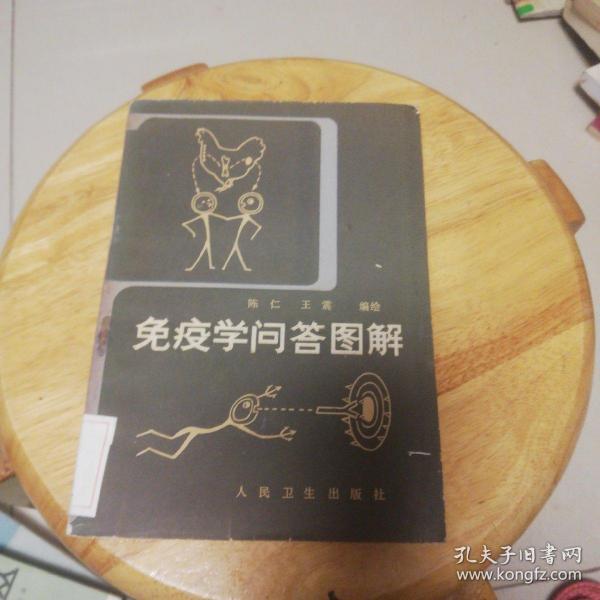 陈仁 王震 编绘
免疫学问答图解
人民卫生出版社
孔夫子旧书网
www.kongfz.com